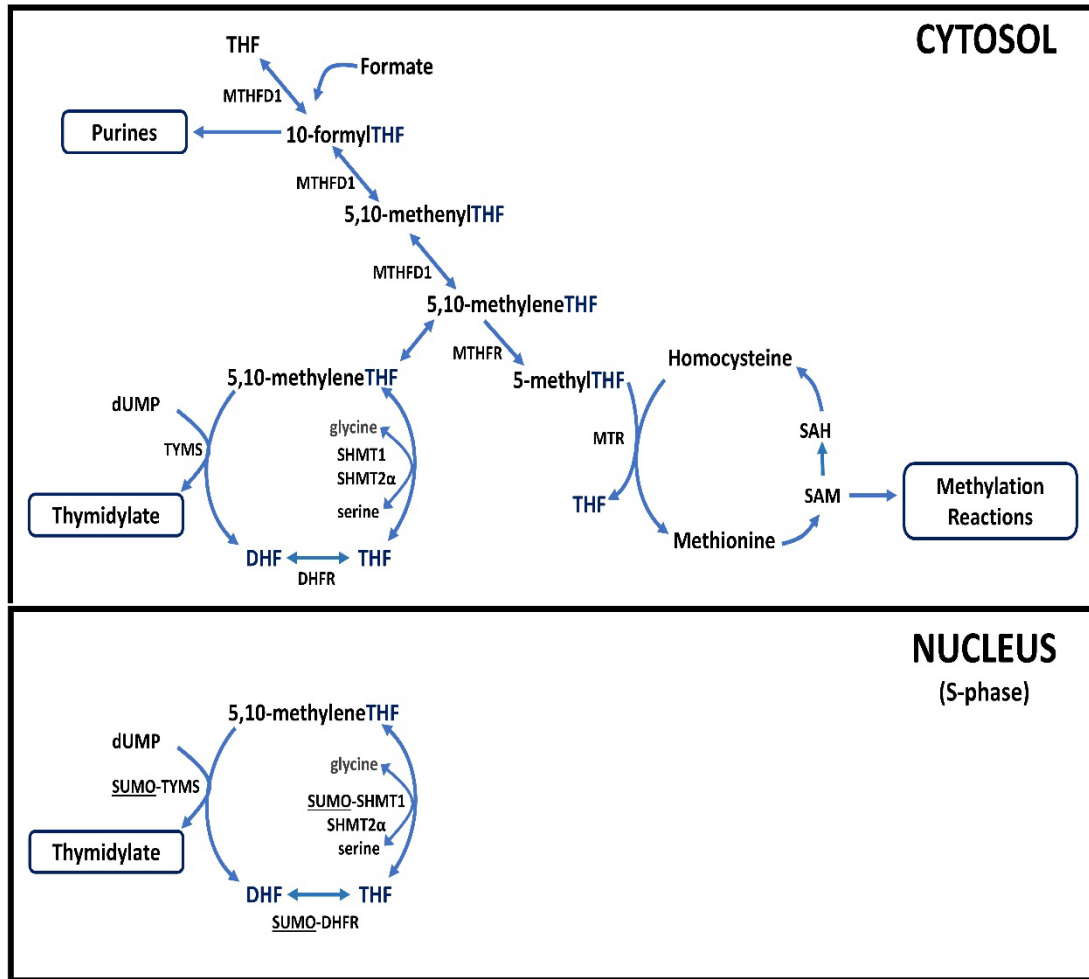 CYTOSOL
THF
Formate
MTHFD1
Purines
10-formylTHF
MTHFD1
5,10-methenylTHF
MTHFD1
5,10-methyleneTHF
MTHFR
Homocysteine
5,10-methyleneTHF
5-methylTHF
dUMP
glycine
SAH
TYMS
SHMT1
MTR
SHMT2α
Thymidylate
serine
THF
SAM
Methylation
Reactions
Methionine
DHF
THF
DHFR
NUCLEUS
(S-phase)
5,10-methyleneTHF
dUMP
glycine
SUMO-TYMS
SUMO-SHMT1
SHMT2α
Thymidylate
serine
DHF
THF
SUMO-DHFR